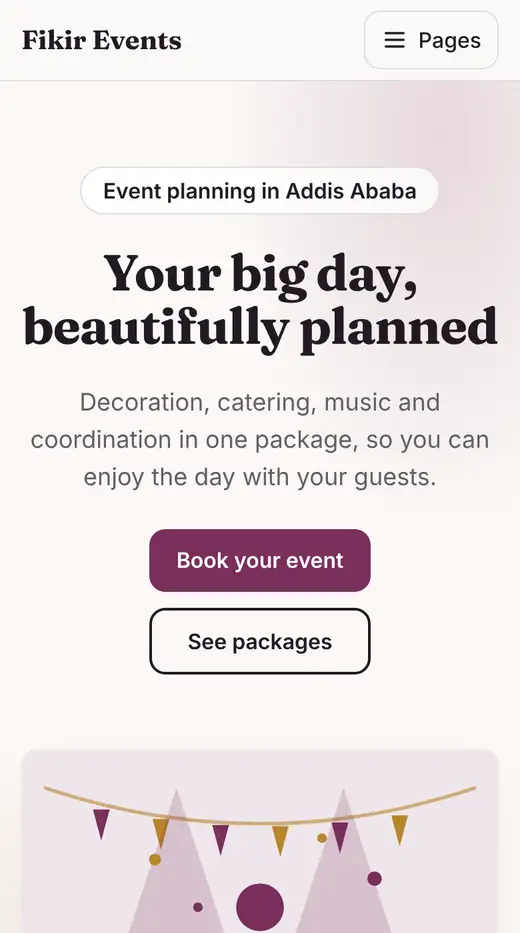 Fikir Events
Pages
Event planning in Addis Ababa
Your big day,
beautifully planned
Decoration, catering, music and
coordination in one package, so you can
enjoy the day with your guests.
Book your event
See packages